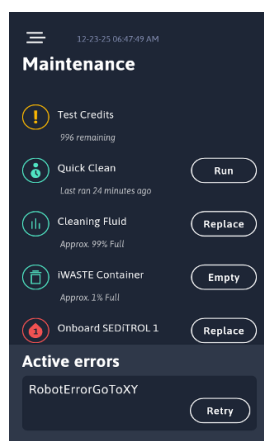 12-23-25 06:47:49 AM
Maintenance
!
Test Credits
996 remaining
Quick Clean
Run
Last ran 24 minutes ago
Cleaning Fluid
Replace
Approx. 99% Full
iWASTE Container
Empty
Approx. 1% Full
1
Onboard SEDiTROL 1
Replace
Active errors
RobotErrorGoToXY
Retry